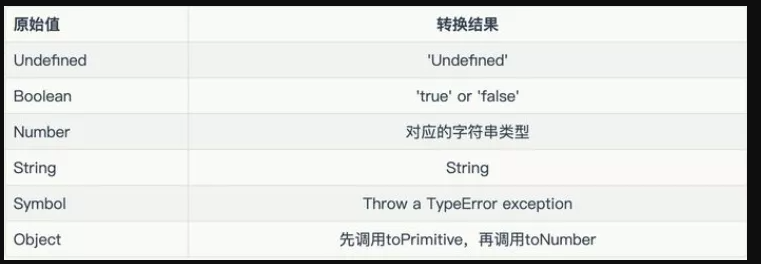 原始值 转换结果
Undefined 'Undefined'
Boolean 'true' or 'false'
Number 对应的字符串类型
String String
Symbol Throw a TypeError exception
Object 先调用toPrimitive，再调用toNumber